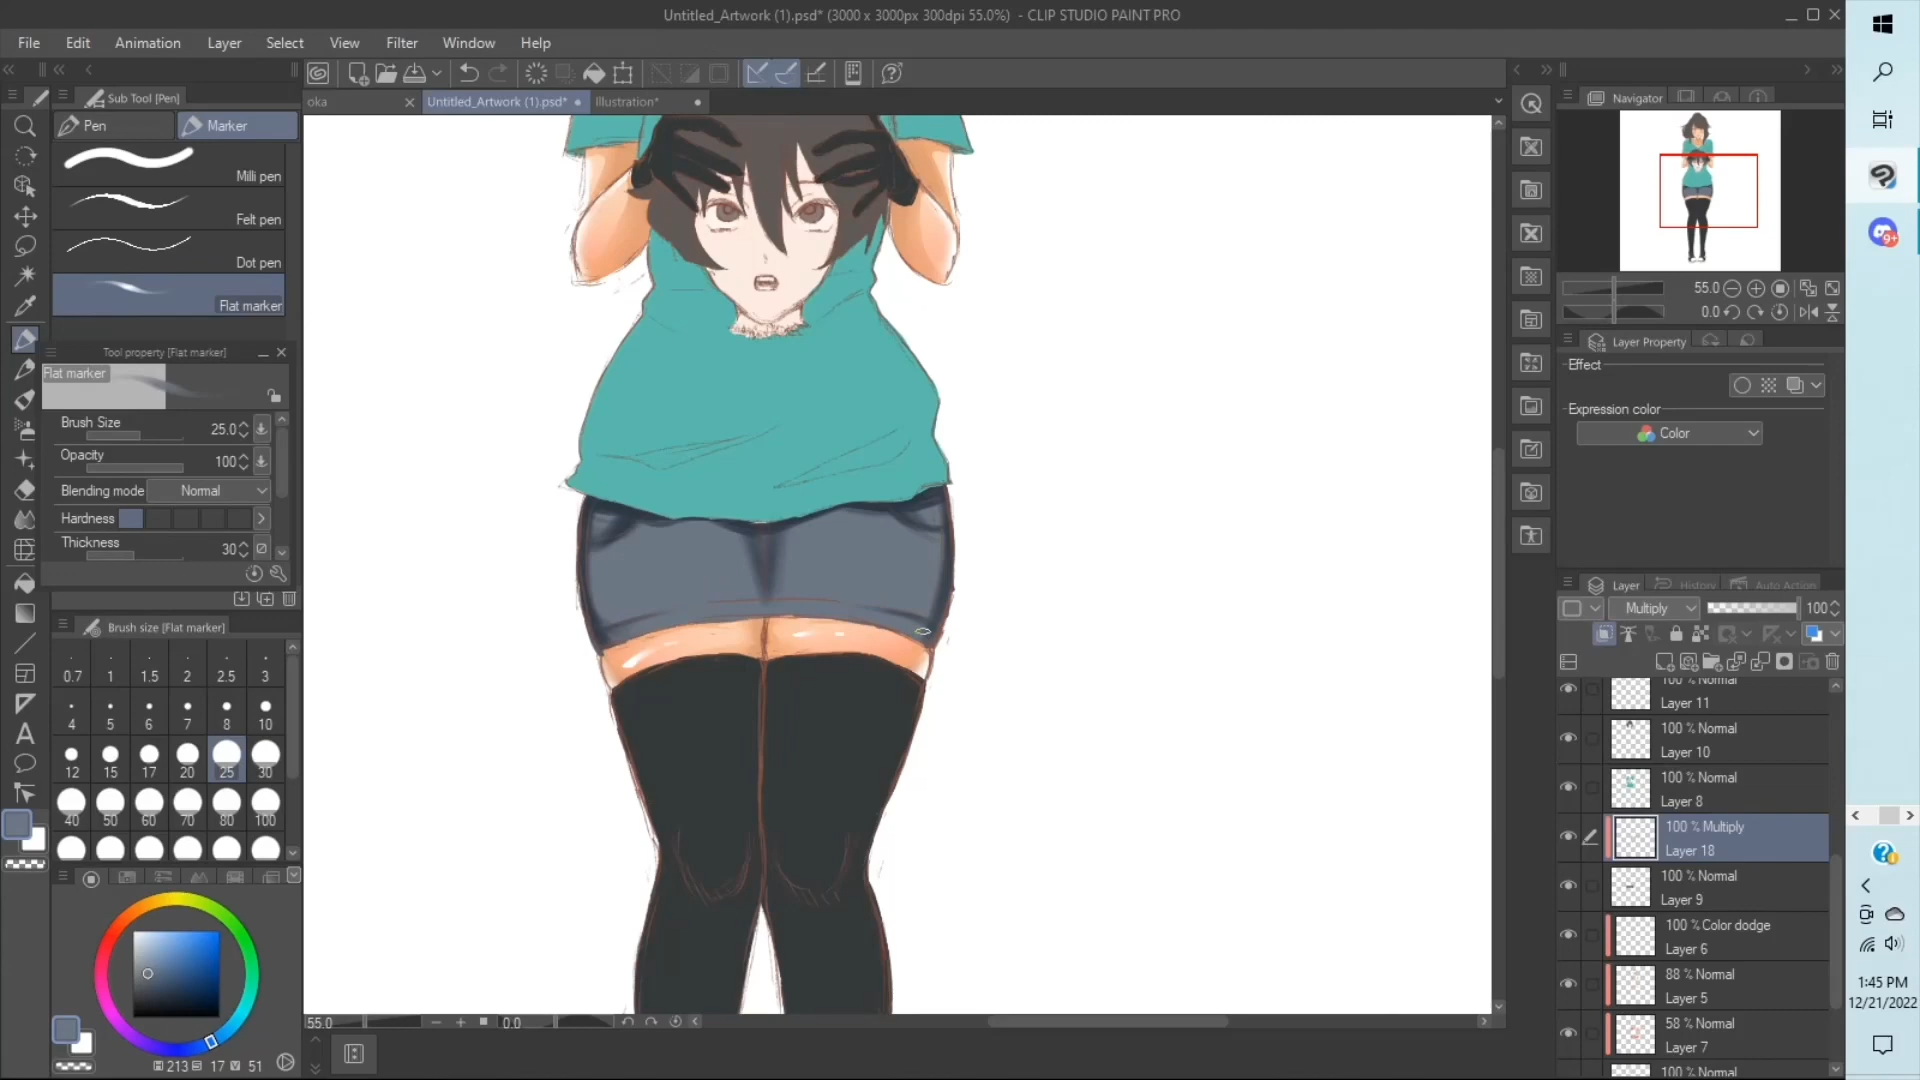 Untitled_Artwork (1).psd* (3000 x 3000px 300dpi 55.0%) - CLIP STUDIO PAINT PRO
File Edit Animation Layer Select View Filter Window Help
Sub Tool [Pen]
oka Untitled_Artwork (1).psd* Illustration*
Navigator
Pen Marker
Milli pen
Felt pen
Dot pen
Flat marker
55.0
0.0
Tool property [Flat marker]
Layer Property
Flat marker
Effect
Brush Size 25.0
Expression color
Color
Opacity 100
Blending mode Normal
Hardness
Thickness 30
Layer History Auto Action
Multiply 100
Brush size [Flat marker]
0.7 1 1.5 2 2.5 3
4 5 6 7 8 10
12 15 17 20 25 30
40 50 60 70 80 100
100 % Normal
Layer 11
100 % Normal
Layer 10
100 % Normal
Layer 8
100 % Multiply
Layer 18
100 % Normal
Layer 9
100 % Color dodge
Layer 6
88 % Normal
Layer 5
58 % Normal
Layer 7
100 % Normal
55.0 0.0
H 213 S 17 V 51
9+
1:45 PM
12/21/2022